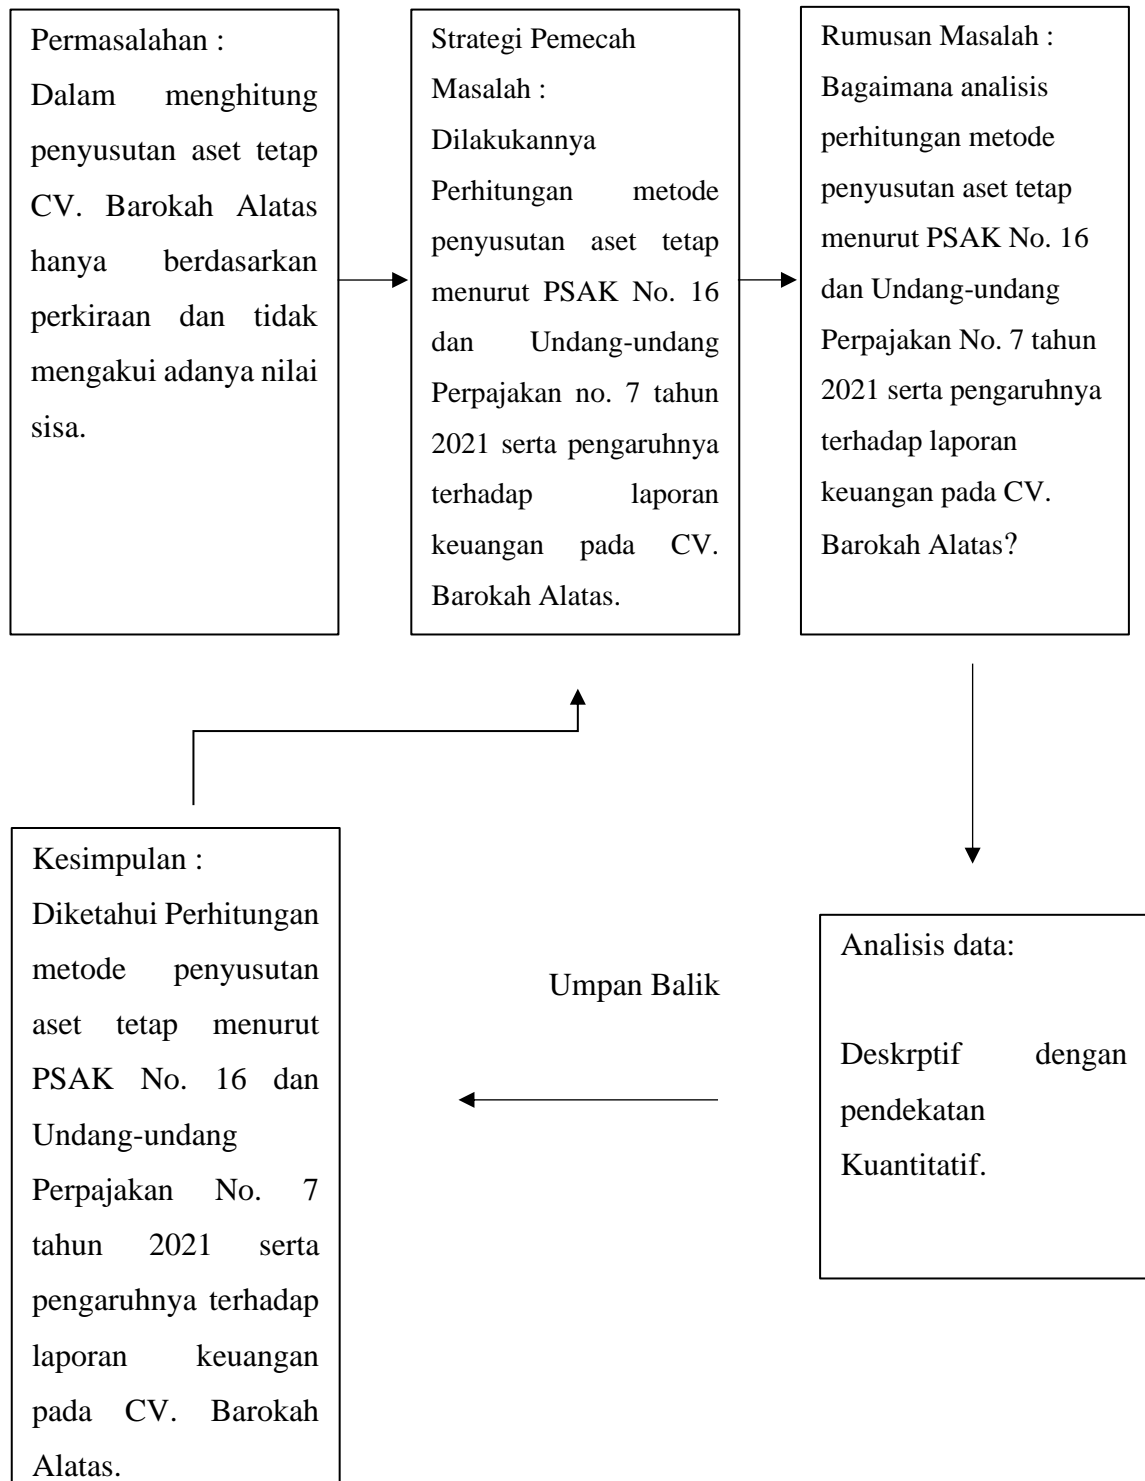 Permasalahan :
Dalam menghitung
penyusutan aset tetap
CV. Barokah Alatas
hanya berdasarkan
perkiraan dan tidak
mengakui adanya nilai
sisa.
Strategi Pemecah
Masalah :
Dilakukannya
Perhitungan metode
penyusutan aset tetap
menurut PSAK No. 16
dan Undang-undang
Perpajakan no. 7 tahun
2021 serta pengaruhnya
terhadap laporan
keuangan pada CV.
Barokah Alatas.
Rumusan Masalah :
Bagaimana analisis
perhitungan metode
penyusutan aset tetap
menurut PSAK No. 16
dan Undang-undang
Perpajakan No. 7 tahun
2021 serta pengaruhnya
terhadap laporan
keuangan pada CV.
Barokah Alatas?
Analisis data:
Deskrptif dengan
pendekatan
Kuantitatif.
Umpan Balik
Kesimpulan :
Diketahui Perhitungan
metode penyusutan
aset tetap menurut
PSAK No. 16 dan
Undang-undang
Perpajakan No. 7
tahun 2021 serta
pengaruhnya terhadap
laporan keuangan
pada CV. Barokah
Alatas.